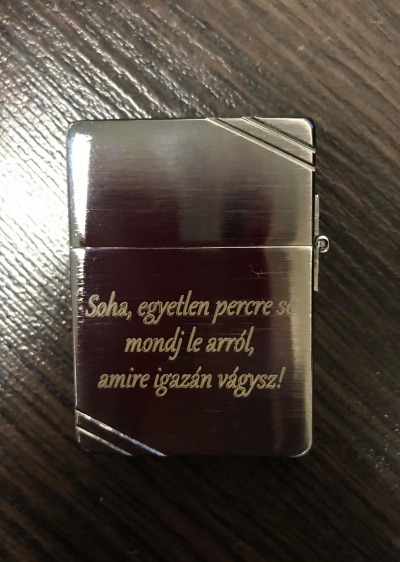 Soha, egyetlen percre se
mondj le arról,
amire igazán vágysz!